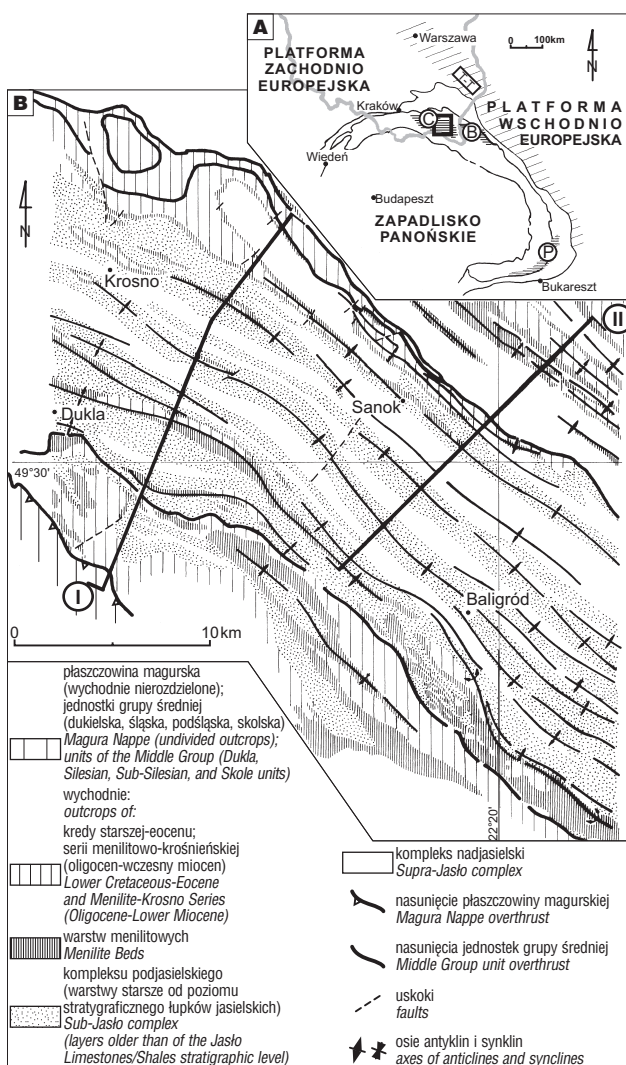 A
Warszawa
0 100km
N
PLATFORMA
ZACHODNIO
EUROPEJSKA
Kraków
C
B
PLATFORMA
WSCHODNIO
EUROPEJSKA
Wiedeń
Budapeszt
ZAPADLISKO
PANOŃSKIE
P
Bukareszt
B
N
Krosno
II
Sanok
Dukla
49°30'
I
Baligród
0 10km
22°20'
płaszczowina magurska
(wychodnie nierozdzielone);
jednostki grupy średniej
(dukielska, śląska, podśląska, skolska)
Magura Nappe (undivided outcrops);
units of the Middle Group (Dukla,
Silesian, Sub-Silesian, and Skole units)
wychodnie:
outcrops of:
kredy starszej-eocenu;
serii menilitowo-krośnieńskiej
(oligocen-wczesny miocen)
Lower Cretaceous-Eocene
and Menilite-Krosno Series
(Oligocene-Lower Miocene)
warstw menilitowych
Menilite Beds
kompleksu podjasielskiego
(warstwy starsze od poziomu
stratygraficznego łupków jasielskich)
Sub-Jasło complex
(layers older than of the Jasło
Limestones/Shales stratigraphic level)
kompleks nadjasielski
Supra-Jasło complex
nasunięcie płaszczowiny magurskiej
Magura Nappe overthrust
nasunięcia jednostek grupy średniej
Middle Group unit overthrust
uskoki
faults
osie antyklin i synklin
axes of anticlines and synclines